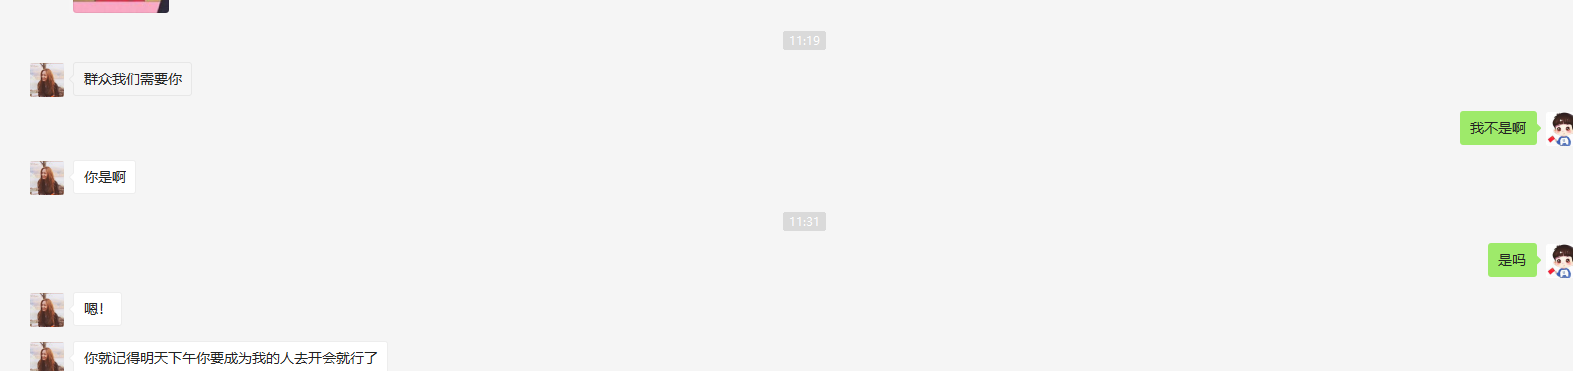 11:19
群众我们需要你
我不是啊
你是啊
11:31
是吗
嗯！
你就记得明天下午你要成为我的人去开会就行了